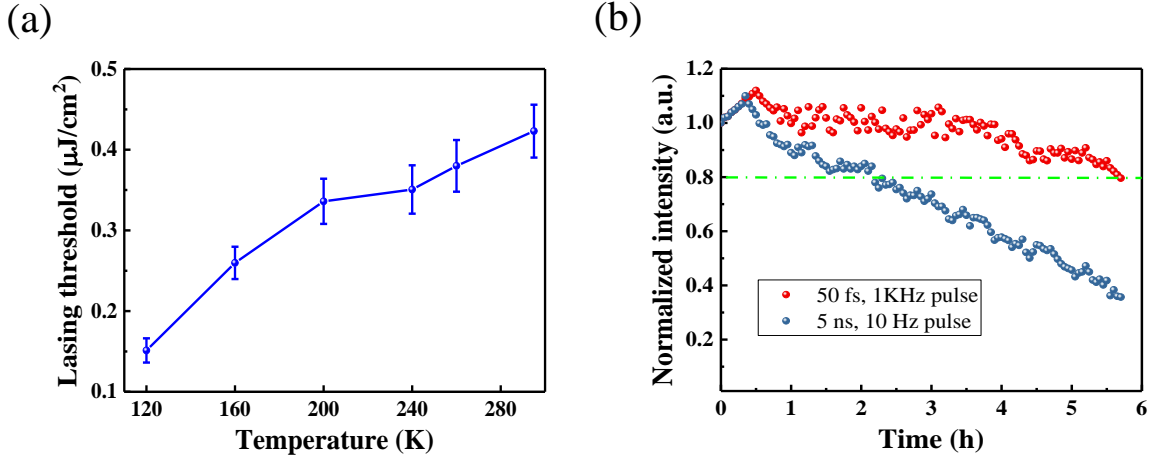 (a)
(b)
Lasing threshold (μJ/cm²)
0.5
0.4
0.3
0.2
0.1
120 160 200 240 280
Temperature (K)
Normalized intensity (a.u.)
1.2
1.0
0.8
0.6
0.4
0.2
50 fs, 1KHz pulse
5 ns, 10 Hz pulse
0 1 2 3 4 5 6
Time (h)